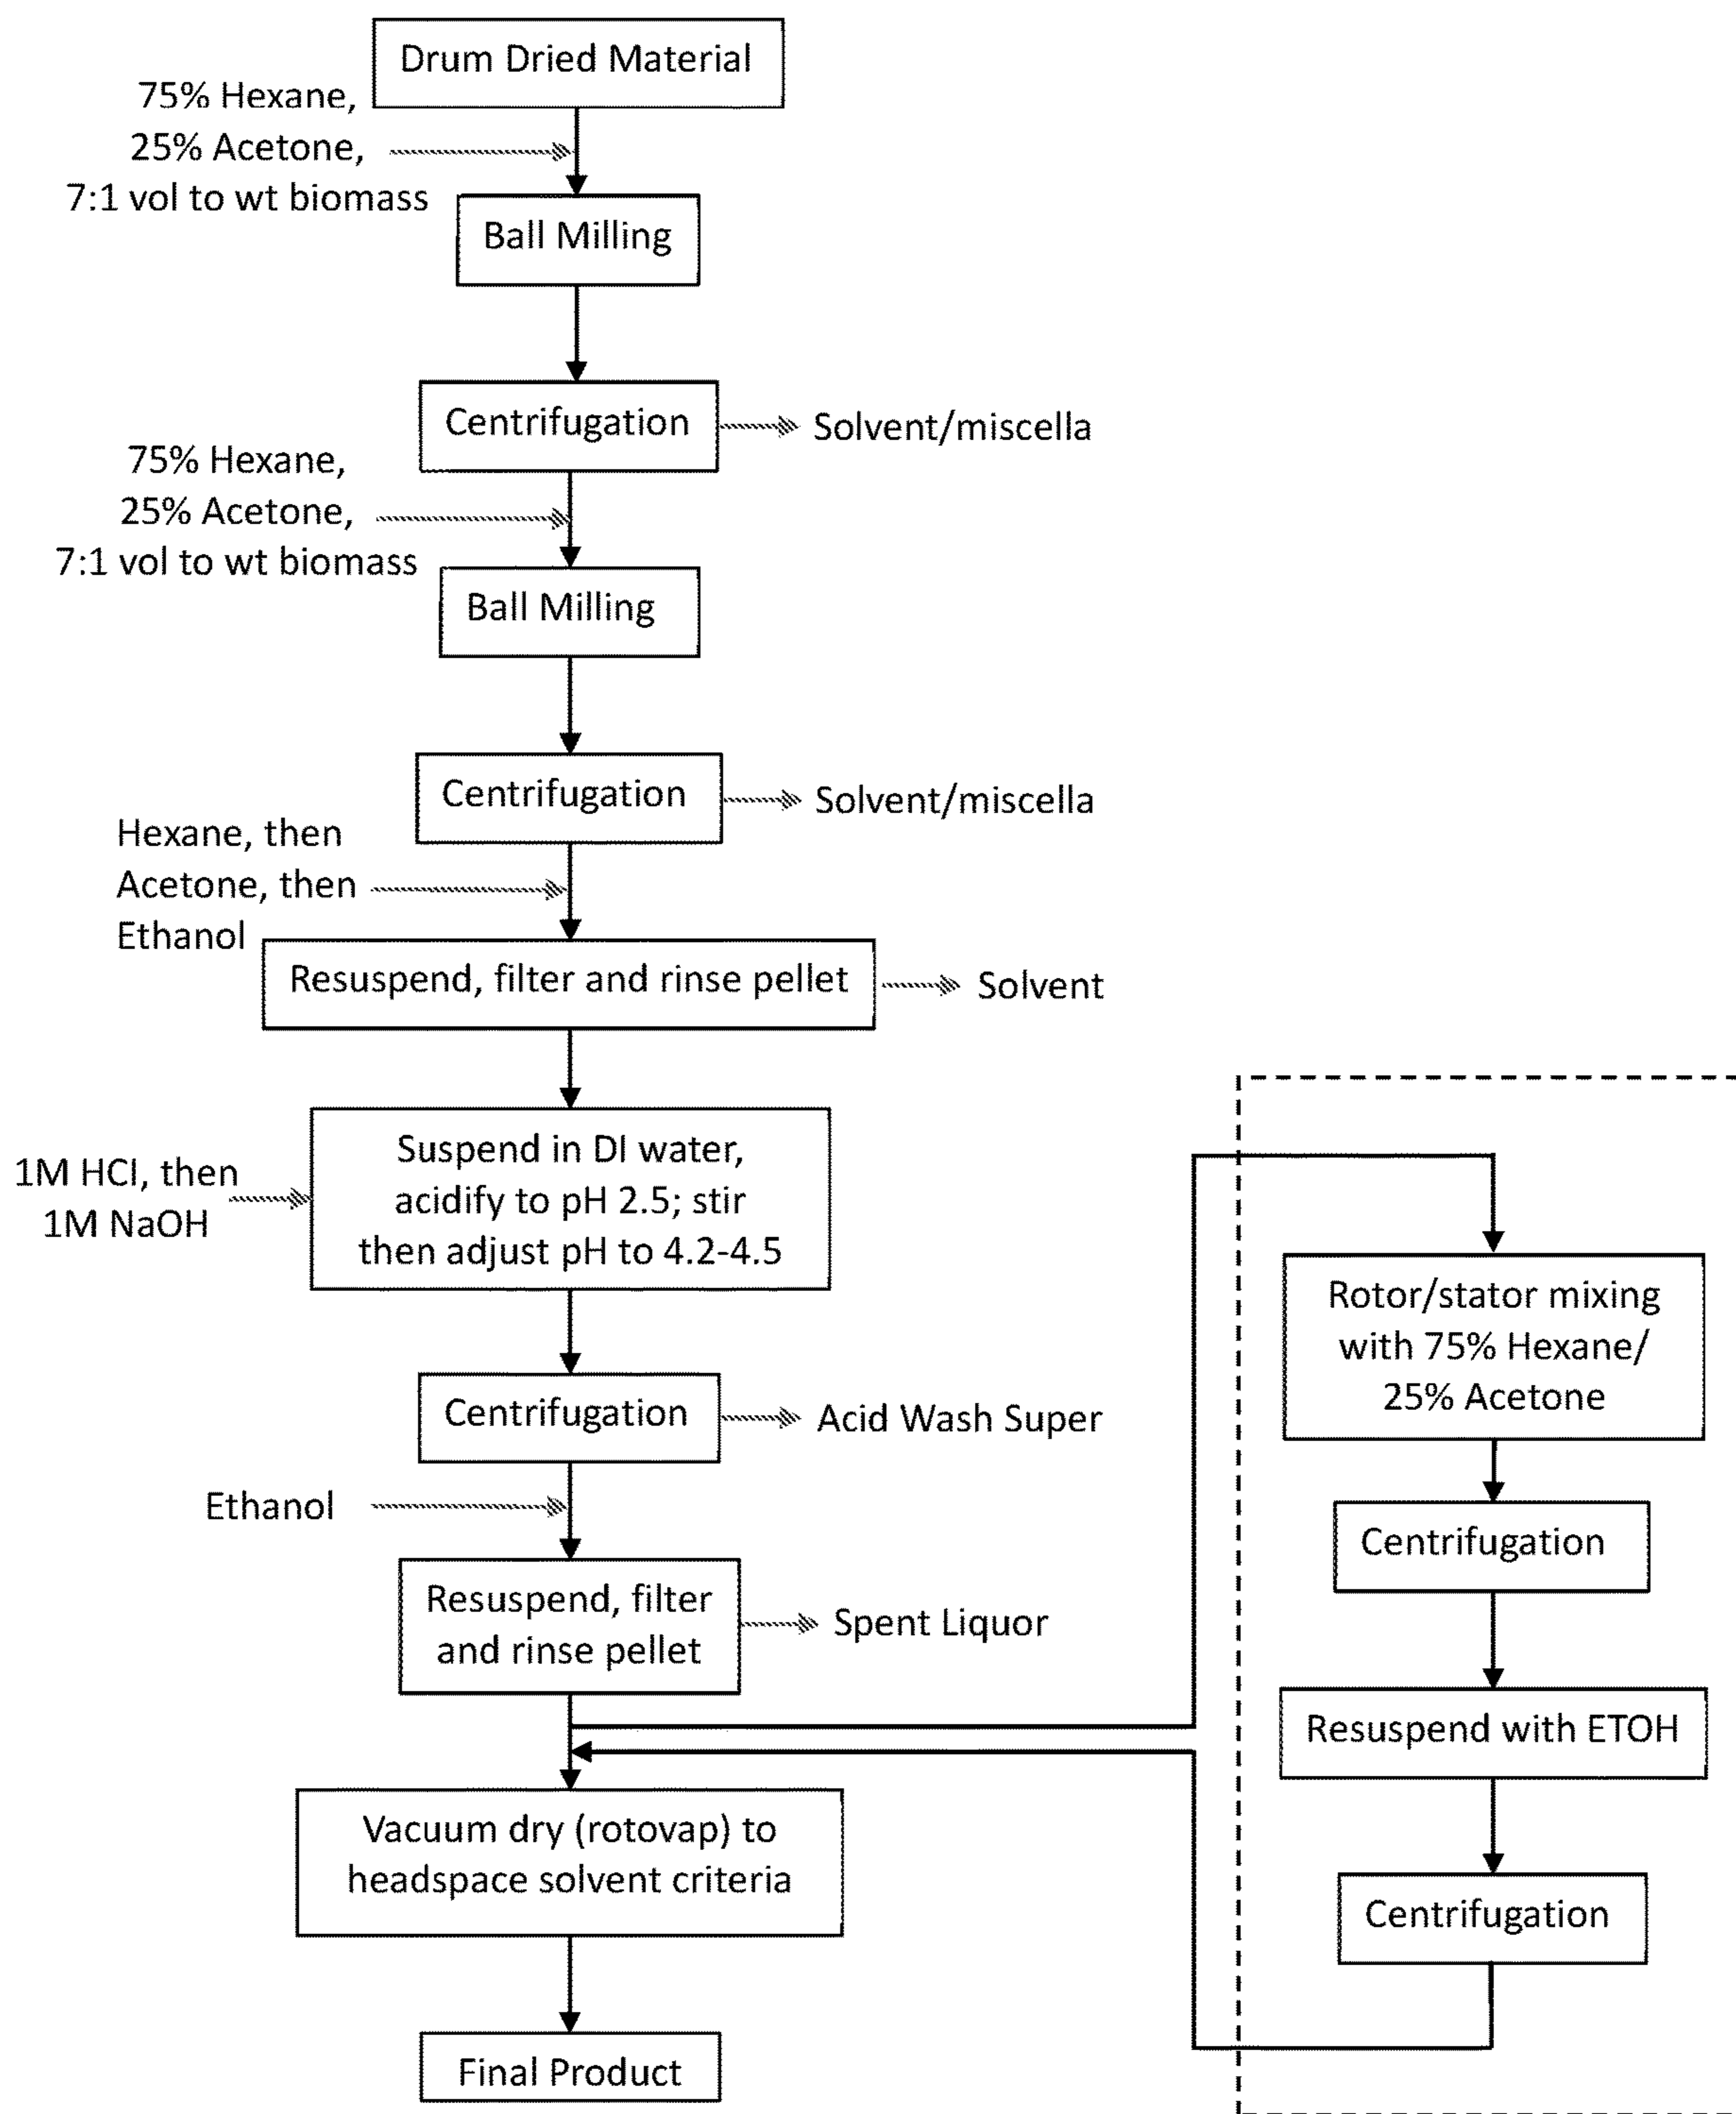 Drum Dried Material
75% Hexane,
25% Acetone,
7:1 vol to wt biomass
Ball Milling
Centrifugation
Solvent/miscella
75% Hexane,
25% Acetone,
7:1 vol to wt biomass
Ball Milling
Centrifugation
Solvent/miscella
Hexane, then
Acetone, then
Ethanol
Resuspend, filter and rinse pellet
Solvent
1M HCl, then
1M NaOH
Suspend in DI water,
acidify to pH 2.5; stir
then adjust pH to 4.2-4.5
Centrifugation
Acid Wash Super
Ethanol
Resuspend, filter
and rinse pellet
Spent Liquor
Rotor/stator mixing
with 75% Hexane/
25% Acetone
Centrifugation
Resuspend with ETOH
Centrifugation
Vacuum dry (rotovap) to
headspace solvent criteria
Final Product